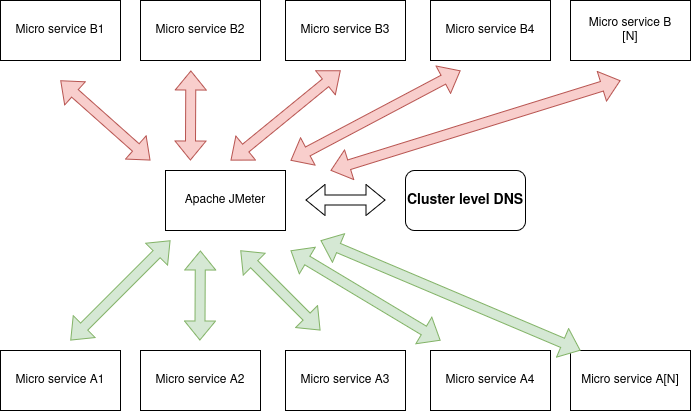 Micro service B1
Micro service B2
Micro service B3
Micro service B4
Micro service B
[N]
Apache JMeter
Cluster level DNS
Micro service A1
Micro service A2
Micro service A3
Micro service A4
Micro service A[N]